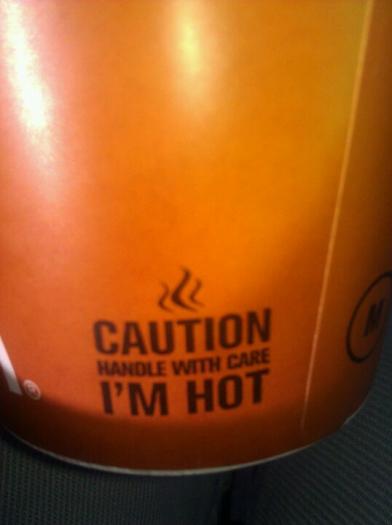 CAUTION
HANDLE WITH CARE
I'M HOT
M
®